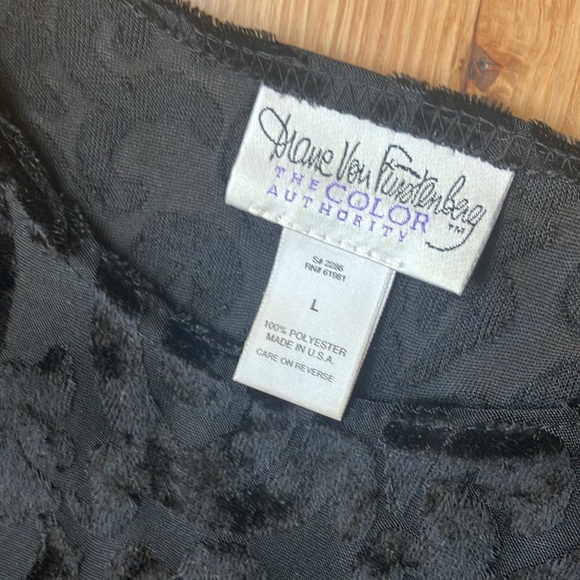 Diane Von Furstenberg ™
THE COLOR
AUTHORITY
S# 2286
RN# 61981
L
100% POLYESTER
MADE IN U.S.A.
CARE ON REVERSE